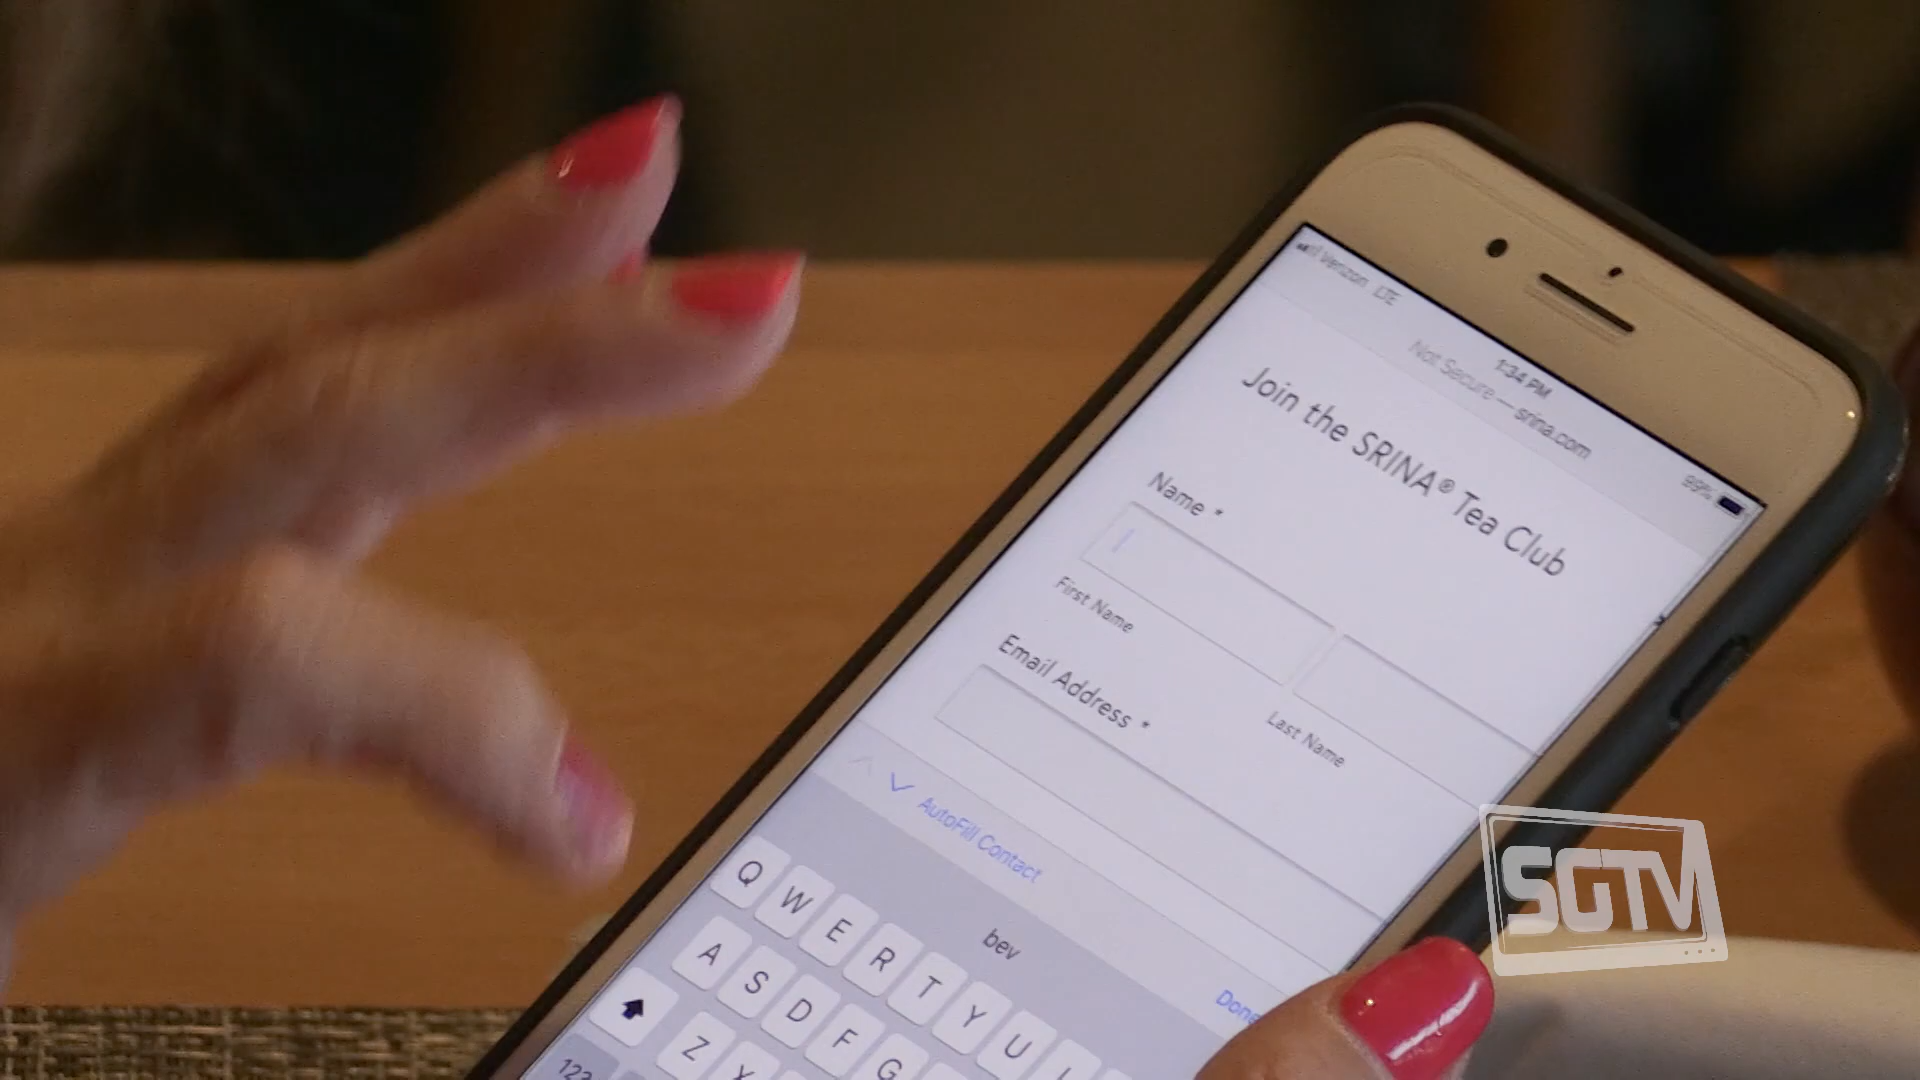 Verizon LTE
1:34 PM
99%
Not Secure — srina.com
Join the SRINA® Tea Club
Name *
First Name
Last Name
Email Address *
AutoFill Contact
Done
bev
Q W E R T Y U
A S D F G
Z X
123
SGTV